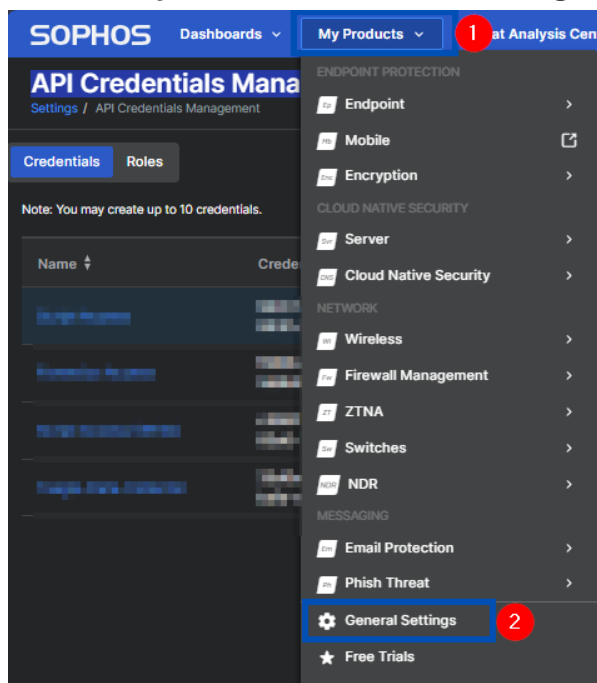 SOPHOS Dashboards My Products 1 at Analysis Cen
API Credentials Mana
Settings / API Credentials Management
Credentials Roles
Note: You may create up to 10 credentials.
Name Crede
ENDPOINT PROTECTION
Ep Endpoint
Mb Mobile
Enc Encryption
CLOUD NATIVE SECURITY
Svr Server
CNS Cloud Native Security
NETWORK
Wi Wireless
Fw Firewall Management
ZT ZTNA
Sw Switches
NDR NDR
MESSAGING
Em Email Protection
Ph Phish Threat
General Settings 2
Free Trials